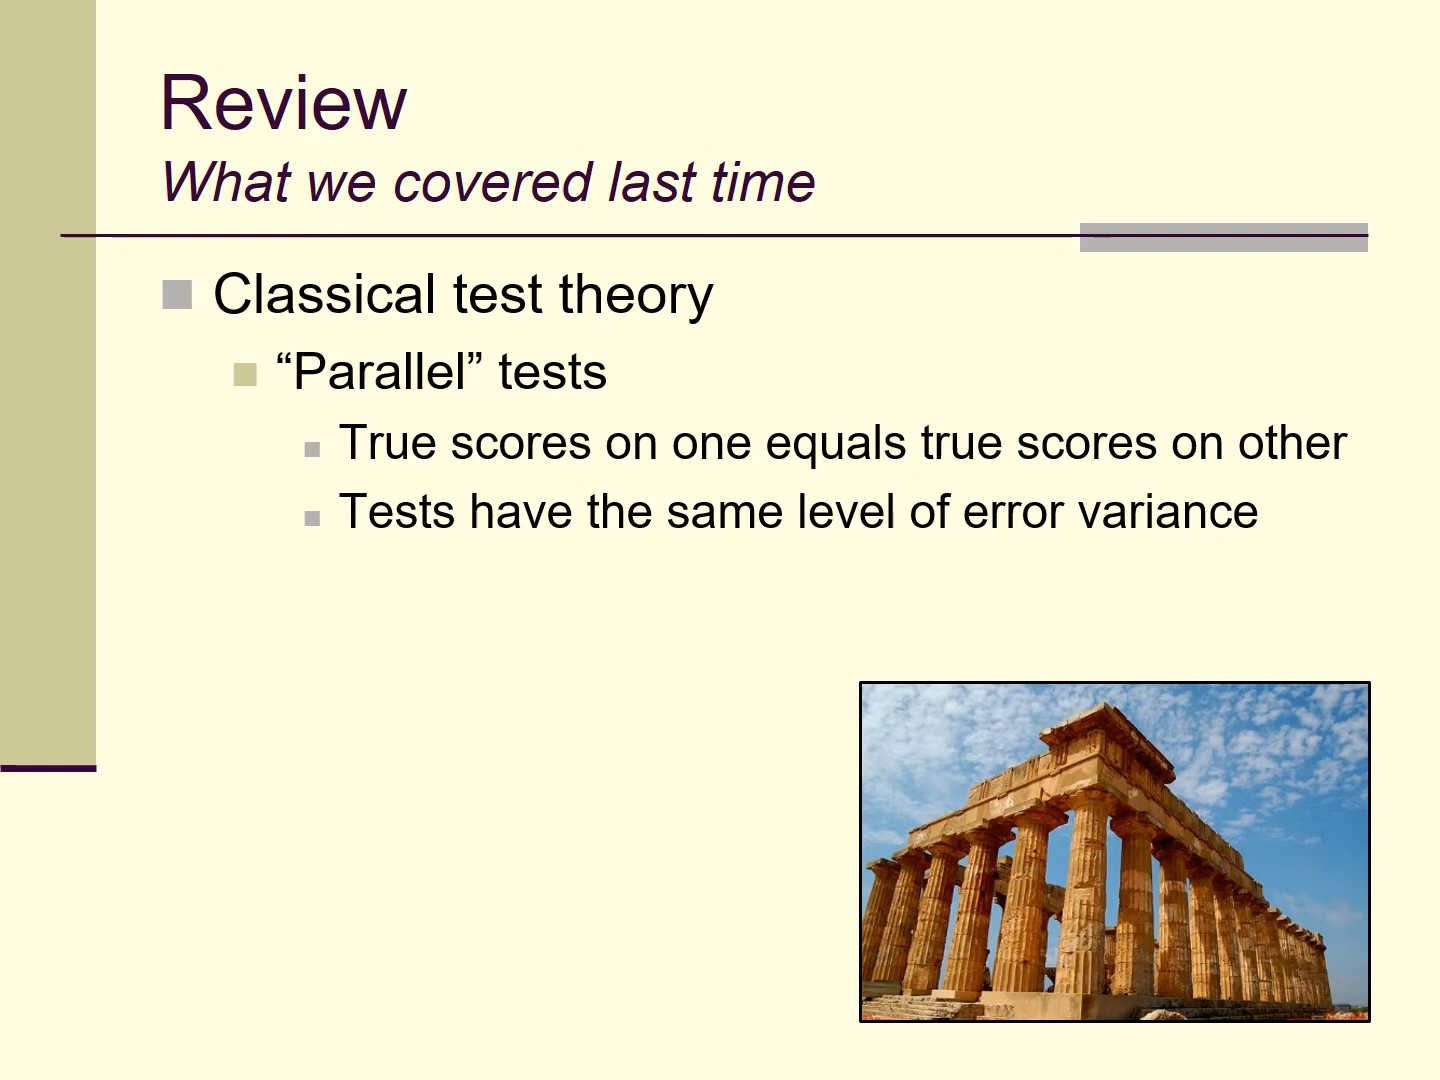 Review
What we covered last time
Classical test theory
“Parallel” tests
True scores on one equals true scores on other
Tests have the same level of error variance